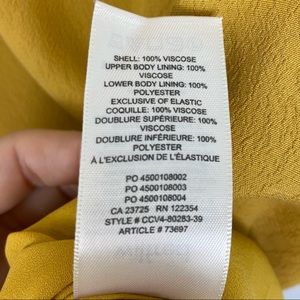 SHELL: 100% VISCOSE
UPPER BODY LINING: 100%
VISCOSE
LOWER BODY LINING: 100%
POLYESTER
EXCLUSIVE OF ELASTIC
COQUILLE: 100% VISCOSE
DOUBLURE SUPÉRIEURE: 100%
VISCOSE
DOUBLURE INFÉRIEURE: 100%
POLYESTER
À L'EXCLUSION DE L'ÉLASTIQUE
PO 4500108002
PO 4500108003
PO 4500108004
CA 23725 RN 122354
STYLE # CCV4-80283-39
ARTICLE # 73697